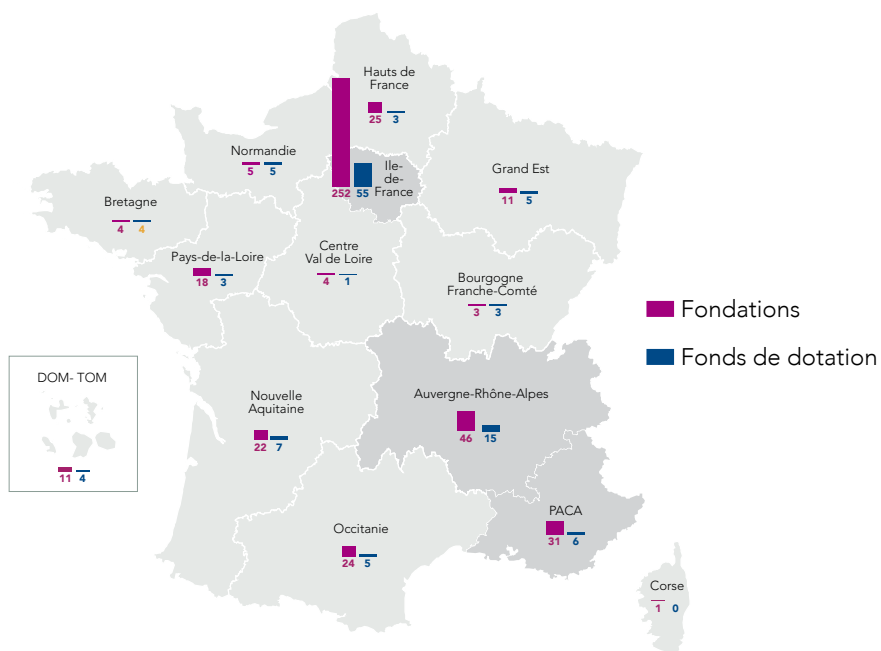 Hauts de
France
25 3
Normandie
5 5
Ile-
de-
France
252 55
Grand Est
11 5
Bretagne
4 4
Pays-de-la-Loire
18 3
Centre
Val de Loire
4 1
Bourgogne
Franche-Comté
3 3
Fondations
Fonds de dotation
DOM- TOM
11 4
Nouvelle
Aquitaine
22 7
Auvergne-Rhône-Alpes
46 15
PACA
31 6
Occitanie
24 5
Corse
1 0